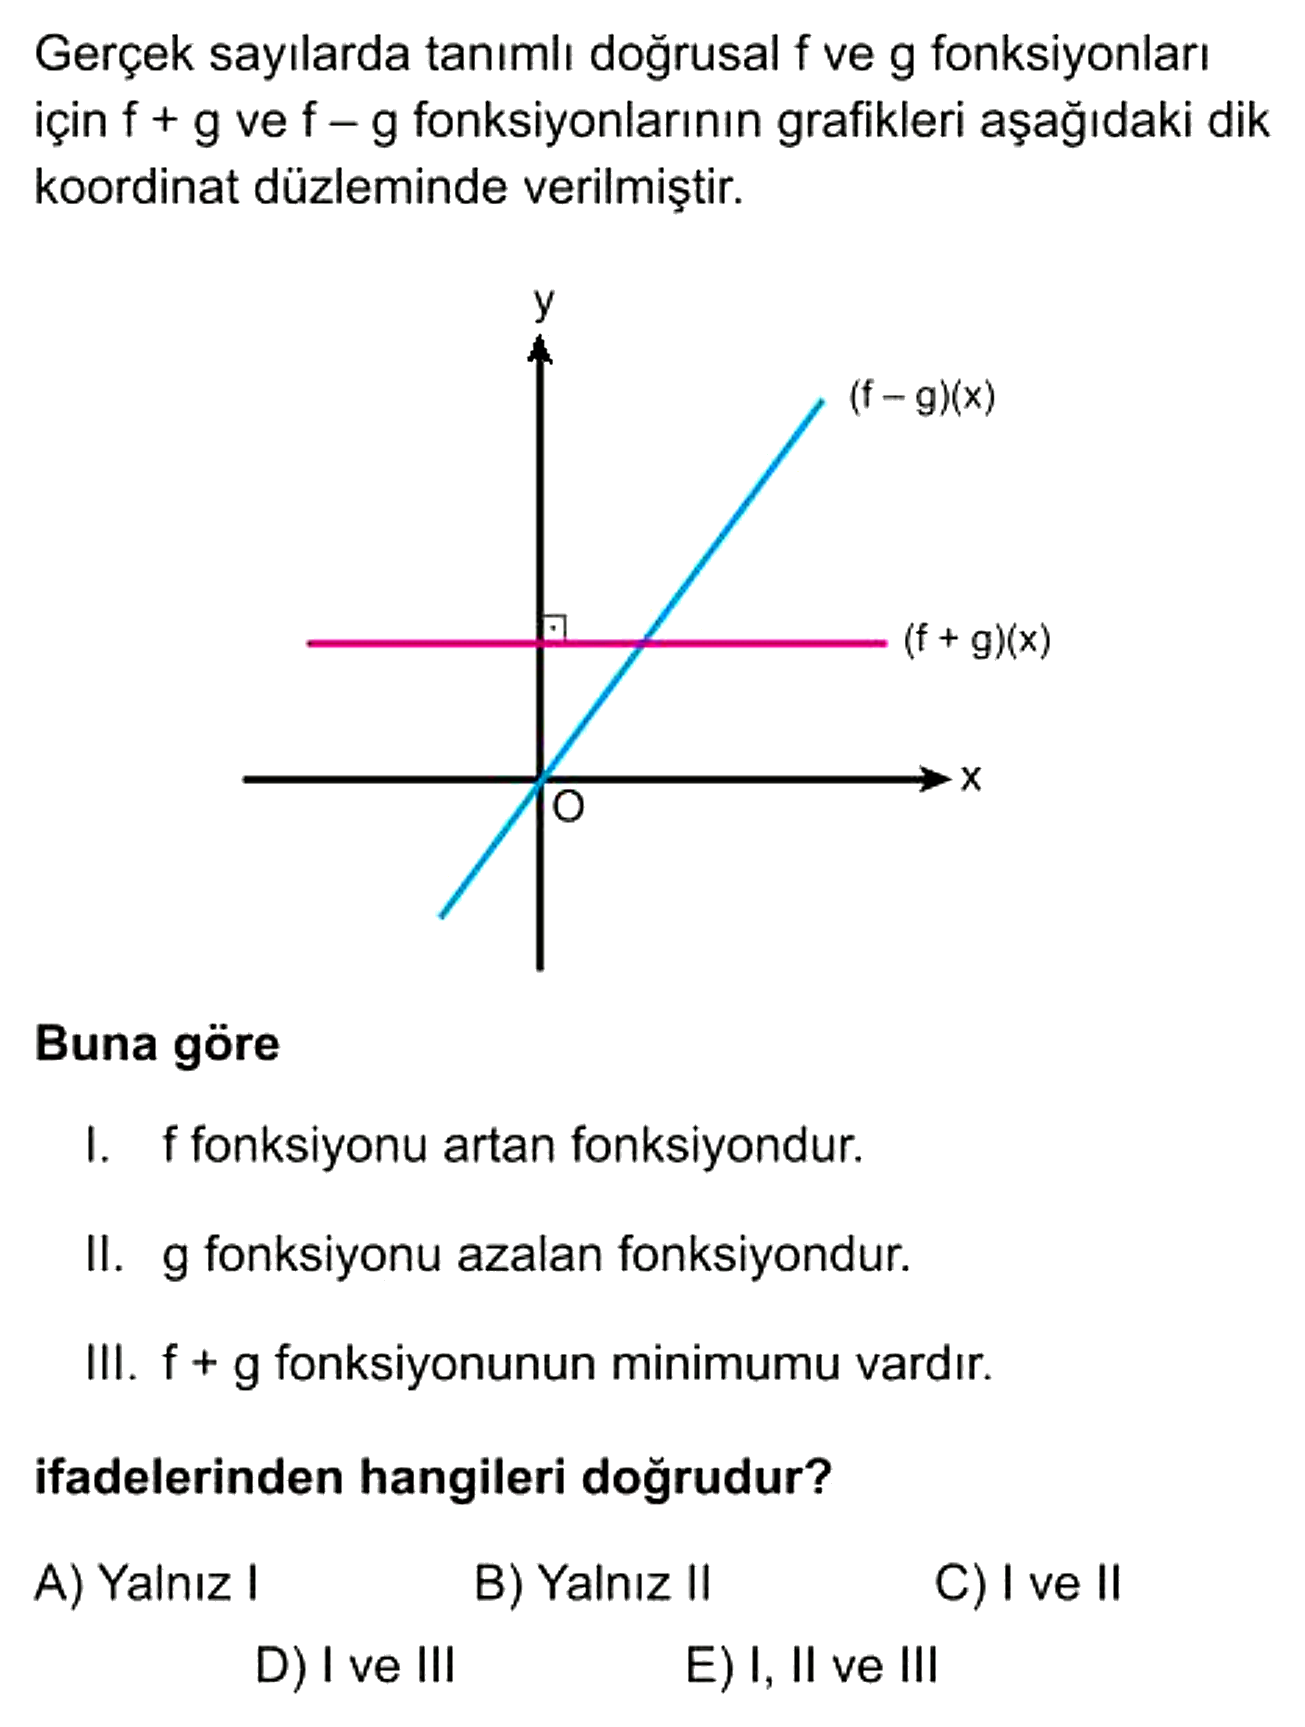 Gerçek sayılarda tanımlı doğrusal f ve g fonksiyonları
için f + g ve f – g fonksiyonlarının grafikleri aşağıdaki dik
koordinat düzleminde verilmiştir.
y
(f – g)(x)
(f + g)(x)
x
O
Buna göre
I. f fonksiyonu artan fonksiyondur.
II. g fonksiyonu azalan fonksiyondur.
III. f + g fonksiyonunun minimumu vardır.
ifadelerinden hangileri doğrudur?
A) Yalnız I B) Yalnız II C) I ve II
D) I ve III E) I, II ve III